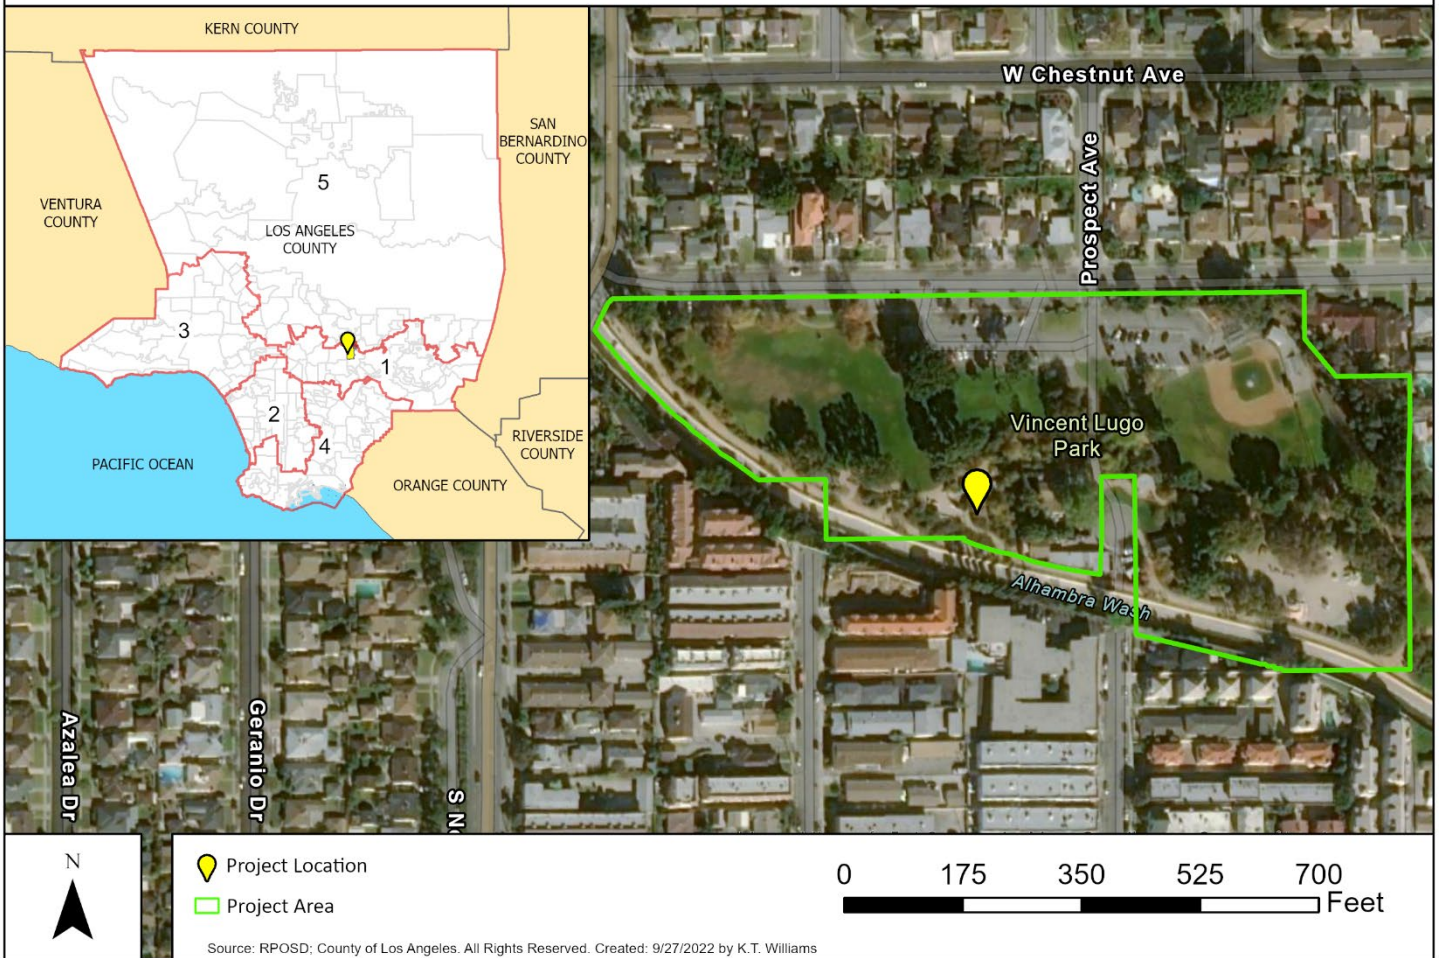 KERN COUNTY
SAN
BERNARDINO
COUNTY
VENTURA
COUNTY
5
LOS ANGELES
COUNTY
3
1
2
4
PACIFIC OCEAN
ORANGE COUNTY
RIVERSIDE
COUNTY
W Chestnut Ave
Prospect Ave
Vincent Lugo
Park
Alhambra Wash
Azalea Dr
Geranio Dr
S N
N
Project Location
Project Area
0 175 350 525 700
Feet
Source: RPOSD; County of Los Angeles. All Rights Reserved. Created: 9/27/2022 by K.T. Williams